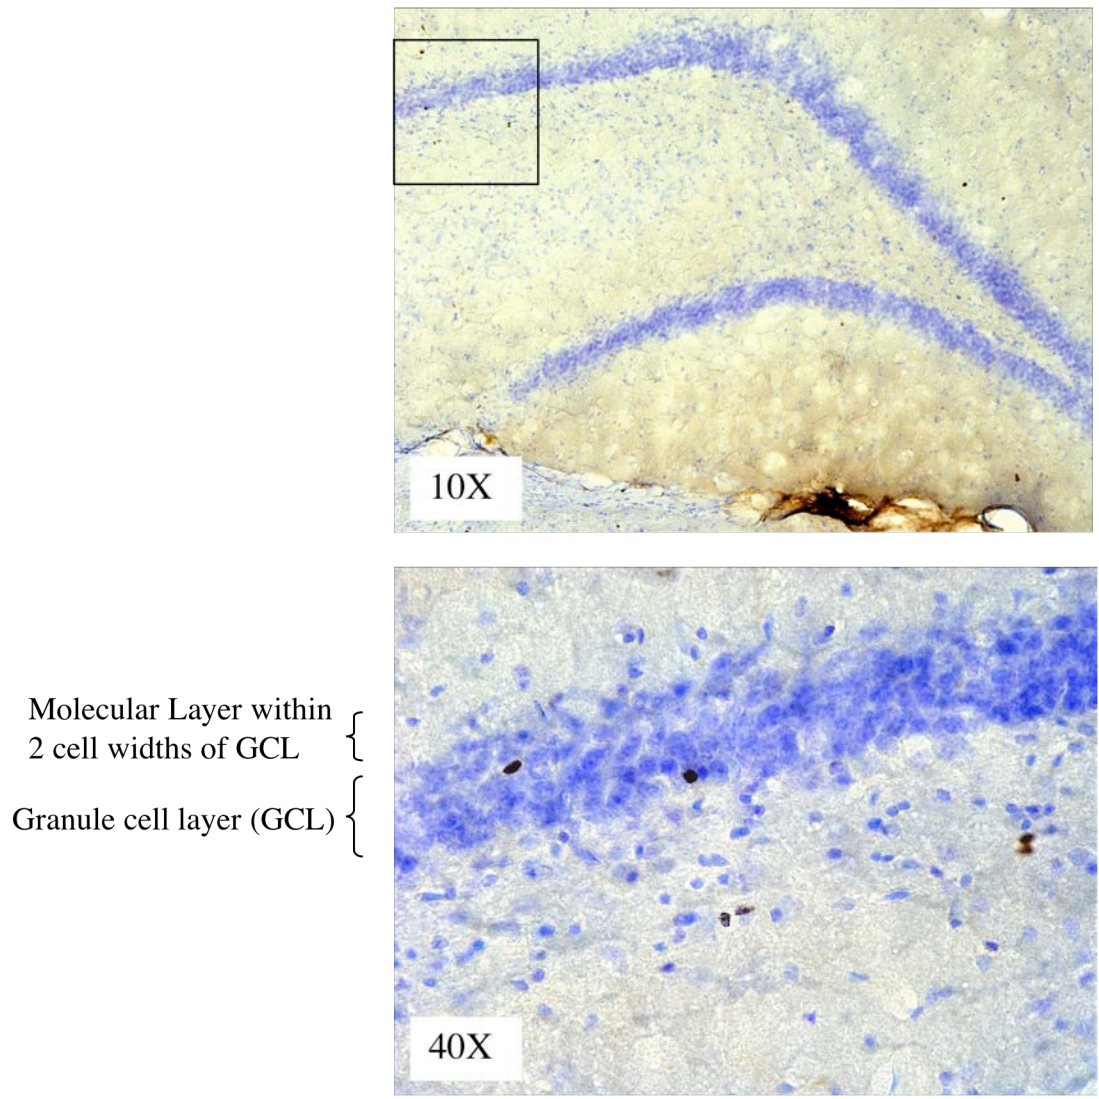 10X
Molecular Layer within
2 cell widths of GCL
Granule cell layer (GCL)
40X